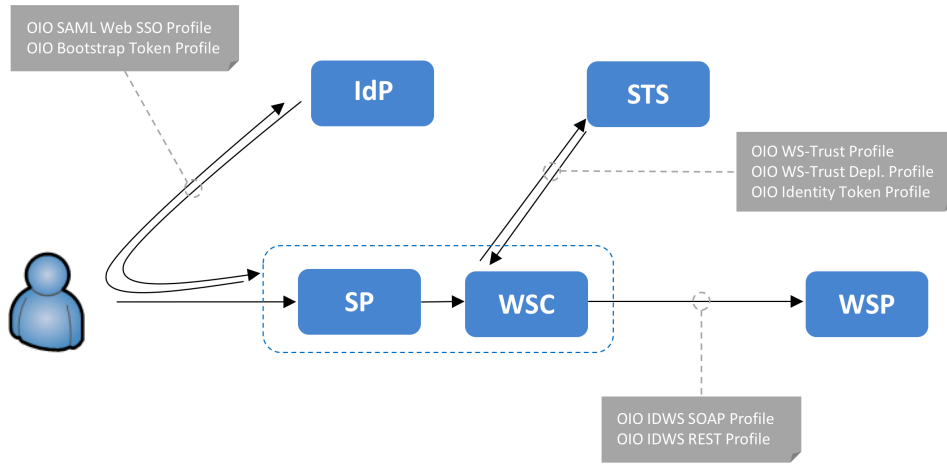 OIO SAML Web SSO Profile
OIO Bootstrap Token Profile
IdP
STS
OIO WS-Trust Profile
OIO WS-Trust Depl. Profile
OIO Identity Token Profile
SP
WSC
WSP
OIO IDWS SOAP Profile
OIO IDWS REST Profile